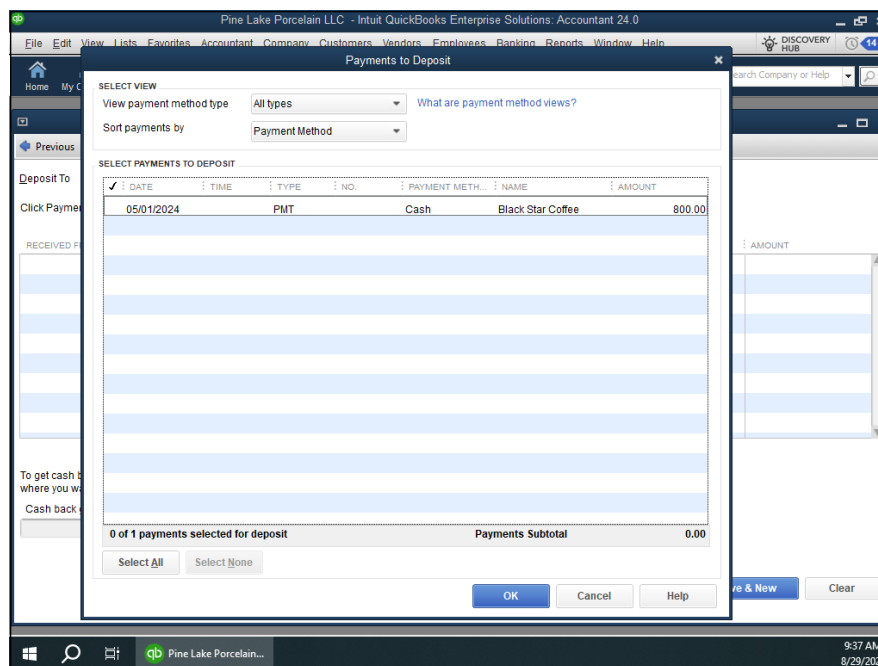 Pine Lake Porcelain LLC - Intuit QuickBooks Enterprise Solutions: Accountant 24.0
File Edit View Lists Favorites Accountant Company Customers Vendors Employees Banking Reports Window Help
DISCOVERY HUB 14
Payments to Deposit
Home My C
earch Company or Help
SELECT VIEW
View payment method type All types What are payment method views?
Sort payments by Payment Method
Previous
SELECT PAYMENTS TO DEPOSIT
Deposit To
DATE TIME TYPE NO. PAYMENT METH... NAME AMOUNT
Click Paymen
05/01/2024 PMT Cash Black Star Coffee 800.00
RECEIVED F AMOUNT
To get cash b
where you wa
Cash back g
0 of 1 payments selected for deposit Payments Subtotal 0.00
Select All Select None
OK Cancel Help
ve & New Clear
qb Pine Lake Porcelain...
9:37 AM
8/29/202